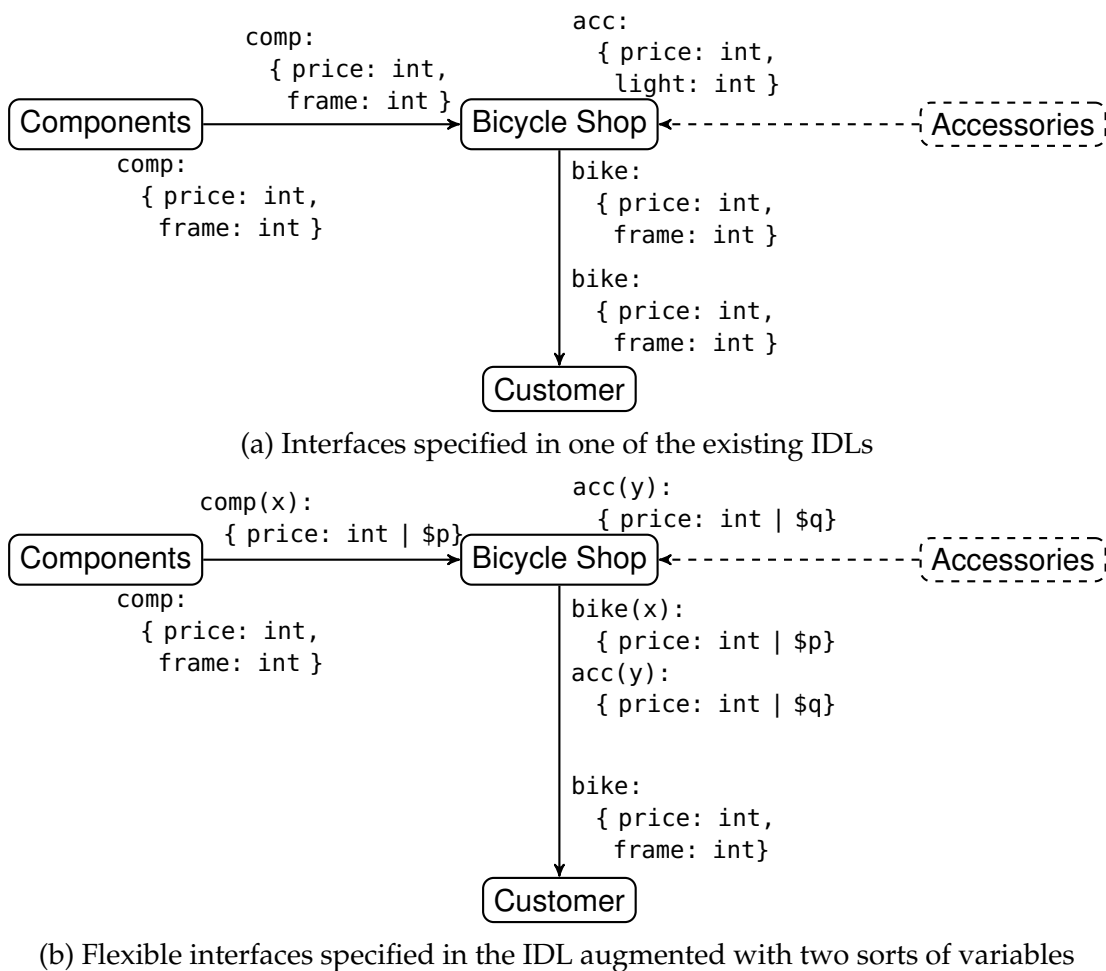 acc:
{ price: int,
light: int }
comp:
{ price: int,
frame: int }
Components
Bicycle Shop
Accessories
comp:
{ price: int,
frame: int }
bike:
{ price: int,
frame: int }
bike:
{ price: int,
frame: int }
Customer
(a) Interfaces specified in one of the existing IDLs
comp(x):
{ price: int | $p}
acc(y):
{ price: int | $q}
Components
Bicycle Shop
Accessories
comp:
{ price: int,
frame: int }
bike(x):
{ price: int | $p}
acc(y):
{ price: int | $q}
bike:
{ price: int,
frame: int}
Customer
(b) Flexible interfaces specified in the IDL augmented with two sorts of variables